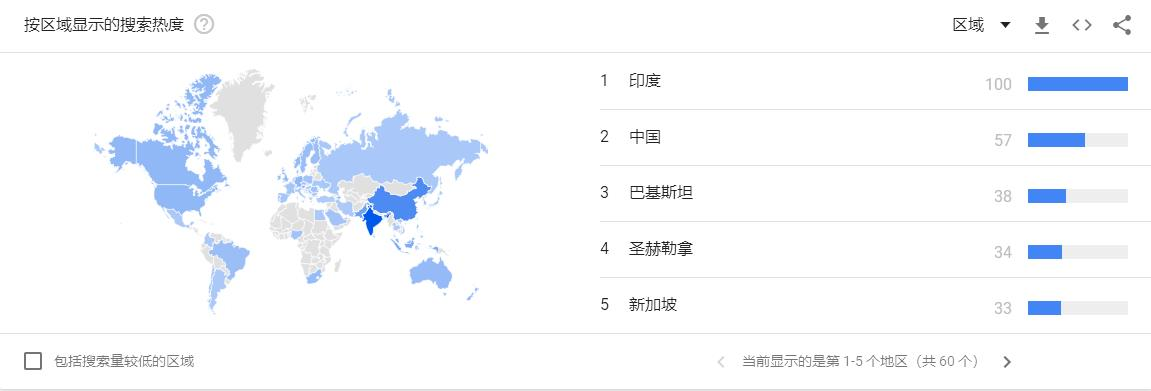 按区域显示的搜索热度 ?
区域
1 印度 100
2 中国 57
3 巴基斯坦 38
4 圣赫勒拿 34
5 新加坡 33
包括搜索量较低的区域
当前显示的是第 1-5 个地区（共 60 个）